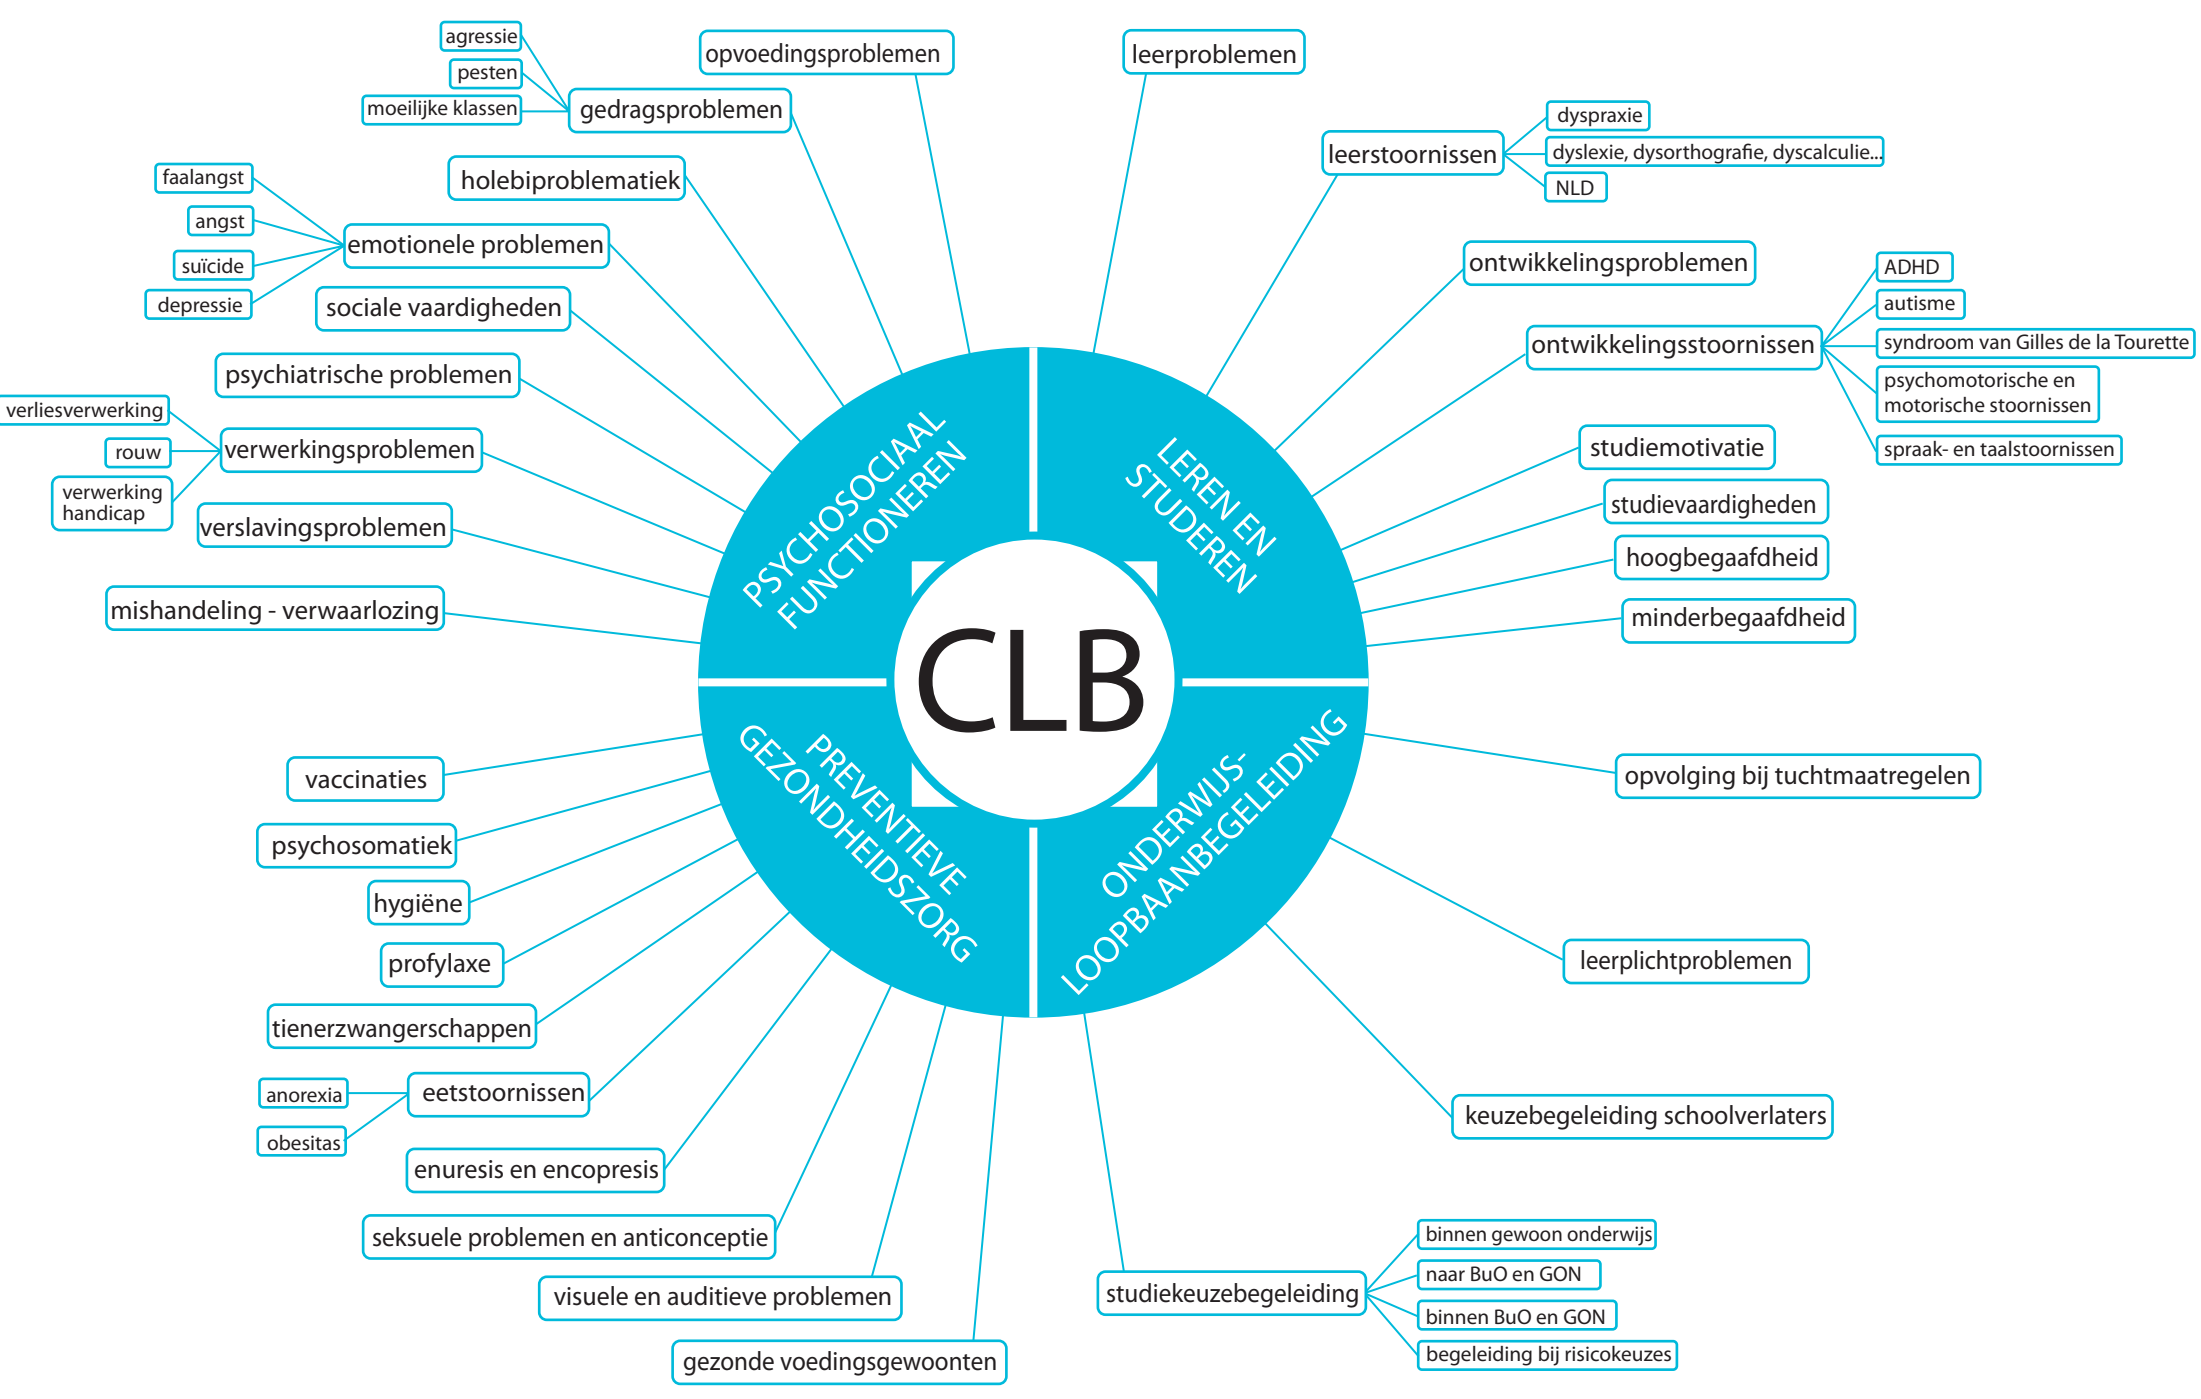 CLB
PSYCHOSOCIAAL
FUNCTIONEREN
opvoedingsproblemen
gedragsproblemen
agressie
pesten
moeilijke klassen
holebiproblematiek
emotionele problemen
faalangst
angst
suïcide
depressie
sociale vaardigheden
psychiatrische problemen
verwerkingsproblemen
verliesverwerking
rouw
verwerking
handicap
verslavingsproblemen
mishandeling - verwaarlozing
LEREN EN
STUDEREN
leerproblemen
leerstoornissen
dyspraxie
dyslexie, dysorthografie, dyscalculie...
NLD
ontwikkelingsproblemen
ontwikkelingsstoornissen
ADHD
autisme
syndroom van Gilles de la Tourette
psychomotorische en
motorische stoornissen
spraak- en taalstoornissen
studiemotivatie
studievaardigheden
hoogbegaafdheid
minderbegaafdheid
PREVENTIEVE
GEZONDHEIDSZORG
vaccinaties
psychosomatiek
hygiëne
profylaxe
tienerzwangerschappen
eetstoornissen
anorexia
obesitas
enuresis en encopresis
seksuele problemen en anticonceptie
visuele en auditieve problemen
gezonde voedingsgewoonten
ONDERWIJS-
LOOPBAANBEGELEIDING
opvolging bij tuchtmaatregelen
leerplichtproblemen
keuzebegeleiding schoolverlaters
studiekeuzebegeleiding
binnen gewoon onderwijs
naar BuO en GON
binnen BuO en GON
begeleiding bij risicokeuzes